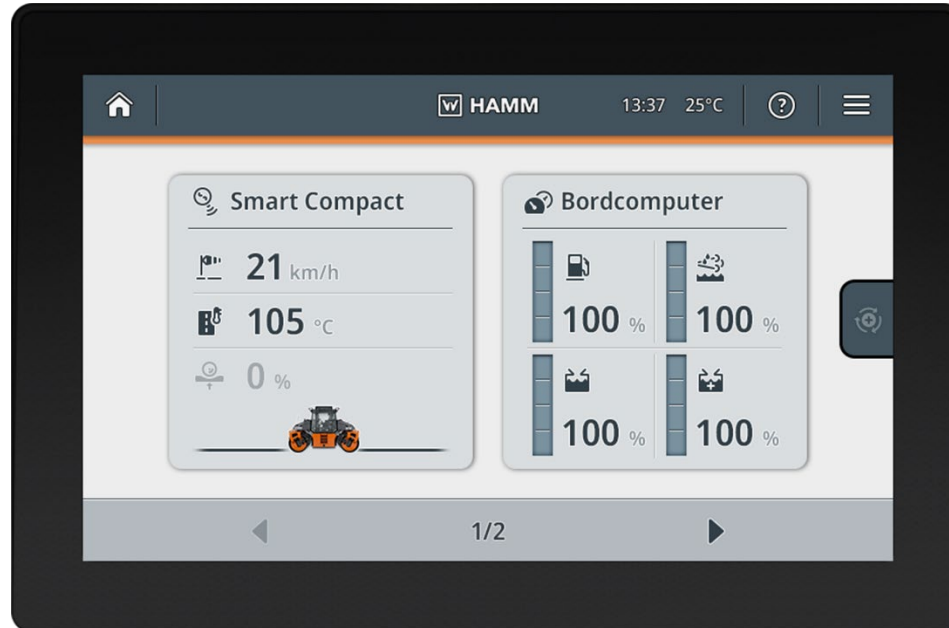 HAMM 13:37 25°C ?
Smart Compact
21 km/h
105 °C
0 %
Bordcomputer
100 % 100 %
100 % 100 %
1/2